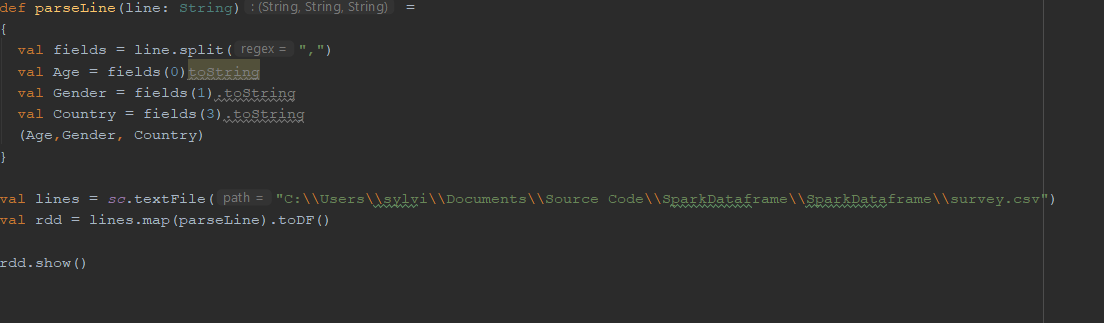 def parseLine(line: String) : (String, String, String) =
{
  val fields = line.split( regex = ",")
  val Age = fields(0)toString
  val Gender = fields(1).toString
  val Country = fields(3).toString
  (Age,Gender, Country)
}
val lines = sc.textFile( path = "C:\\Users\\sylvi\\Documents\\Source Code\\SparkDataframe\\SparkDataframe\\survey.csv")
val rdd = lines.map(parseLine).toDF()
rdd.show()